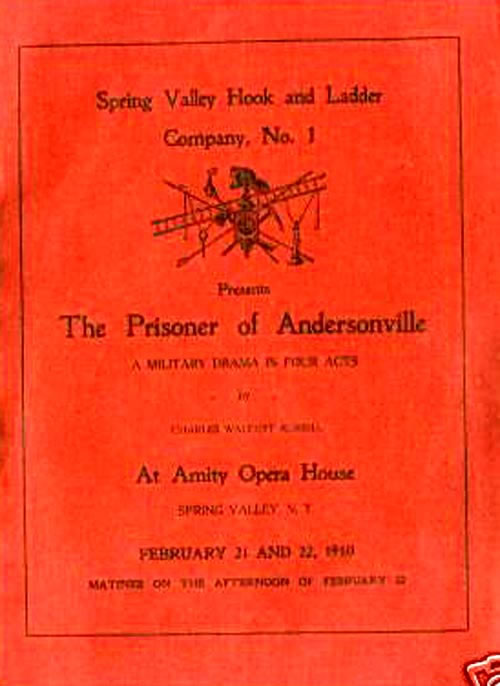 Spring Valley Hook and Ladder
Company, No. 1
Presents
The Prisoner of Andersonville
A MILITARY DRAMA IN FOUR ACTS
by
CHARLES
At Amity Opera House
SPRING VALLEY, N. Y.
FEBRUARY 21 AND 22, 1910
MATINEE ON THE AFTERNOON OF FEBRUARY 22